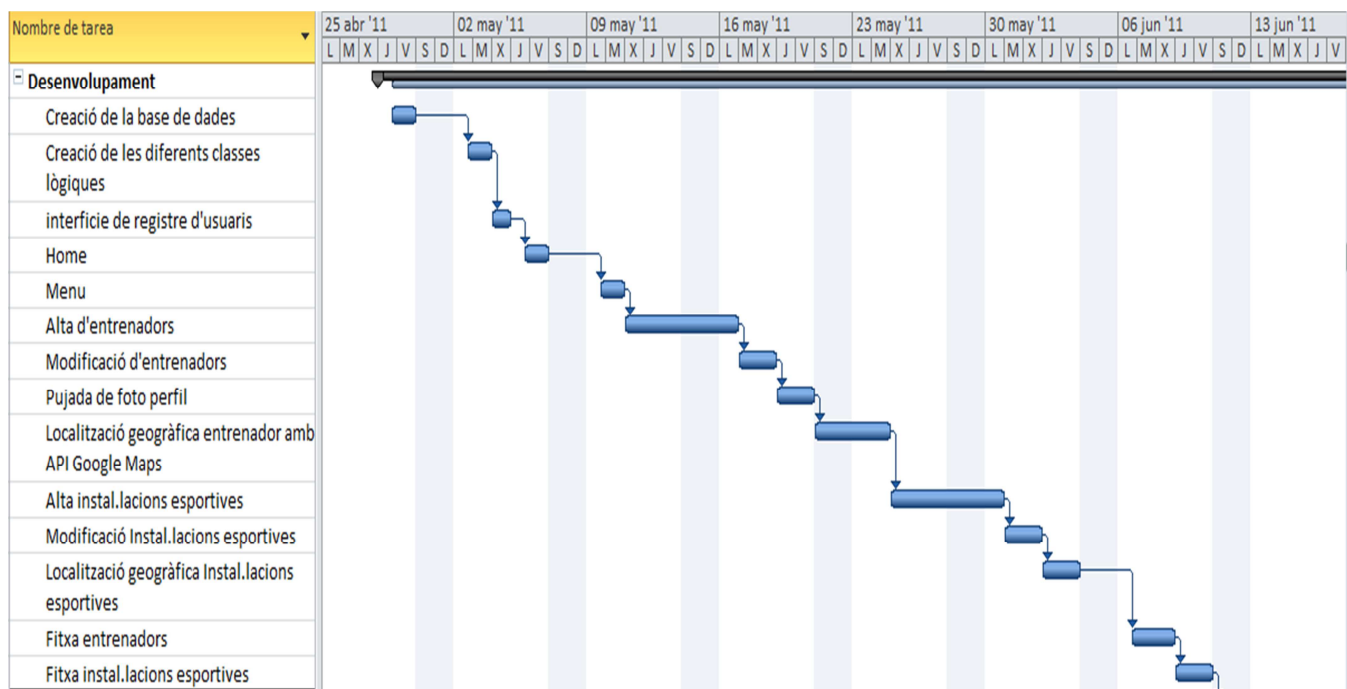 Nombre de tarea
25 abr '11 02 may '11 09 may '11 16 may '11 23 may '11 30 may '11 06 jun '11 13 jun '11
L M X J V S D L M X J V S D L M X J V S D L M X J V S D L M X J V S D L M X J V S D L M X J V S D L M X J V
Desenvolupament
Creació de la base de dades
Creació de les diferents classes
lògiques
interficie de registre d'usuaris
Home
Menu
Alta d'entrenadors
Modificació d'entrenadors
Pujada de foto perfil
Localització geogràfica entrenador amb
API Google Maps
Alta instal.lacions esportives
Modificació Instal.lacions esportives
Localització geogràfica Instal.lacions
esportives
Fitxa entrenadors
Fitxa instal.lacions esportives